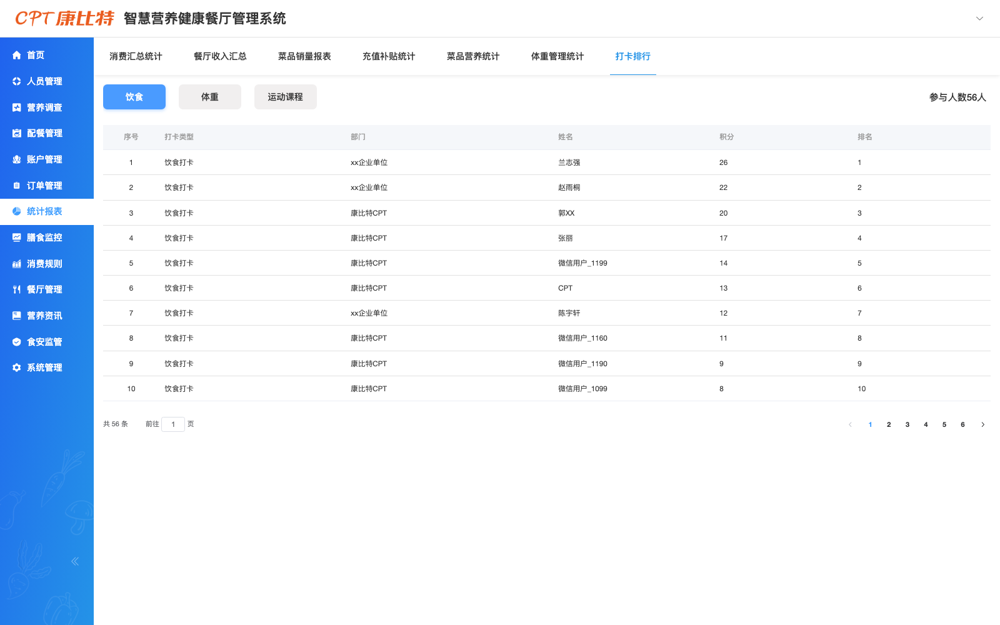 CPT 康比特 智慧营养健康餐厅管理系统
首页
人员管理
营养调查
配餐管理
账户管理
订单管理
统计报表
膳食监控
消费规则
餐厅管理
营养资讯
食安监管
系统管理
消费汇总统计 餐厅收入汇总 菜品销量报表 充值补贴统计 菜品营养统计 体重管理统计 打卡排行
饮食 体重 运动课程 参与人数56人
序号 打卡类型 部门 姓名 积分 排名
1 饮食打卡 xx企业单位 兰志强 26 1
2 饮食打卡 xx企业单位 赵雨桐 22 2
3 饮食打卡 康比特CPT 郭XX 20 3
4 饮食打卡 康比特CPT 张丽 17 4
5 饮食打卡 康比特CPT 微信用户_1199 14 5
6 饮食打卡 康比特CPT CPT 13 6
7 饮食打卡 xx企业单位 陈宇轩 12 7
8 饮食打卡 康比特CPT 微信用户_1160 11 8
9 饮食打卡 康比特CPT 微信用户_1190 9 9
10 饮食打卡 康比特CPT 微信用户_1099 8 10
共 56 条 前往 1 页 1 2 3 4 5 6